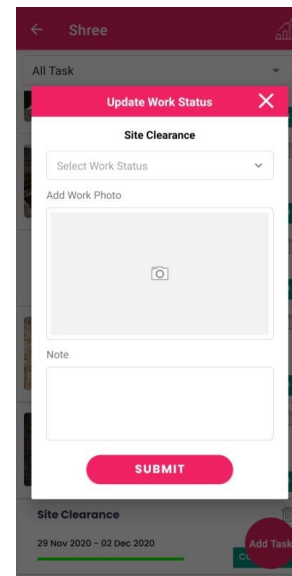 Shree
All Task
Update Work Status
Site Clearance
Select Work Status
Add Work Photo
Note
SUBMIT
Site Clearance
29 Nov 2020 - 02 Dec 2020
Add Task